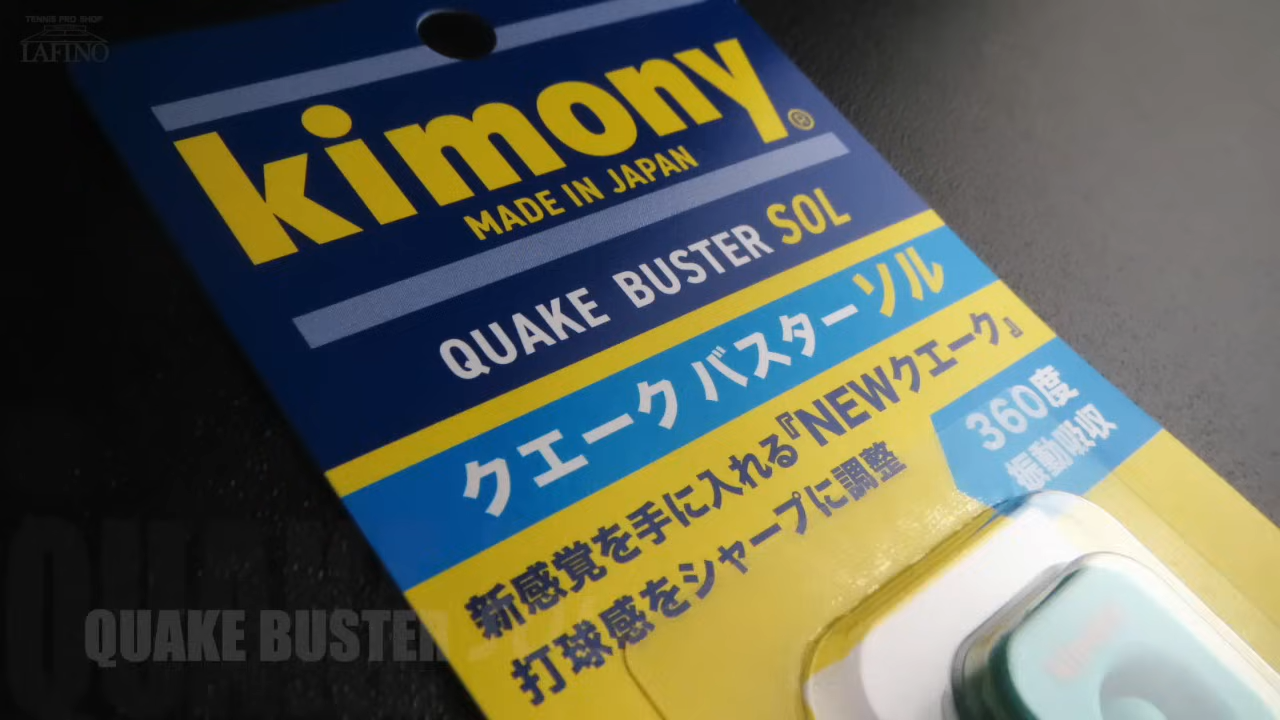 TENNIS PRO SHOP
LAFINO
kimony®
MADE IN JAPAN
QUAKE BUSTER SOL
クエークバスターソル
新感覚を手に入れる『NEWクエーク』
打球感をシャープに調整
360度
振動吸収
QUAKE BUSTER